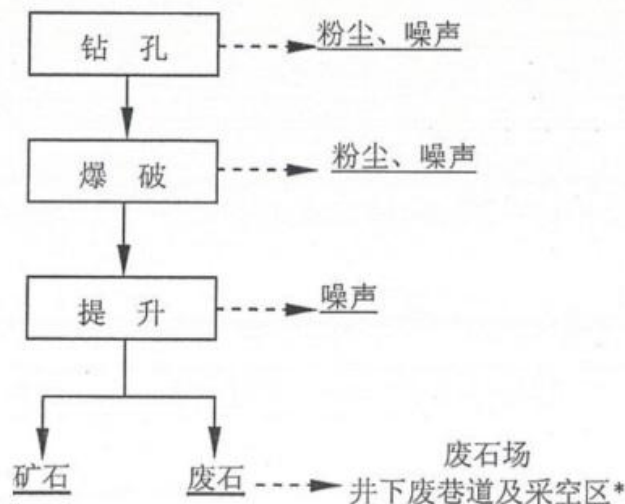 钻 孔
粉尘、噪声
爆 破
粉尘、噪声
提 升
噪声
矿石
废石
废石场
井下废巷道及采空区*